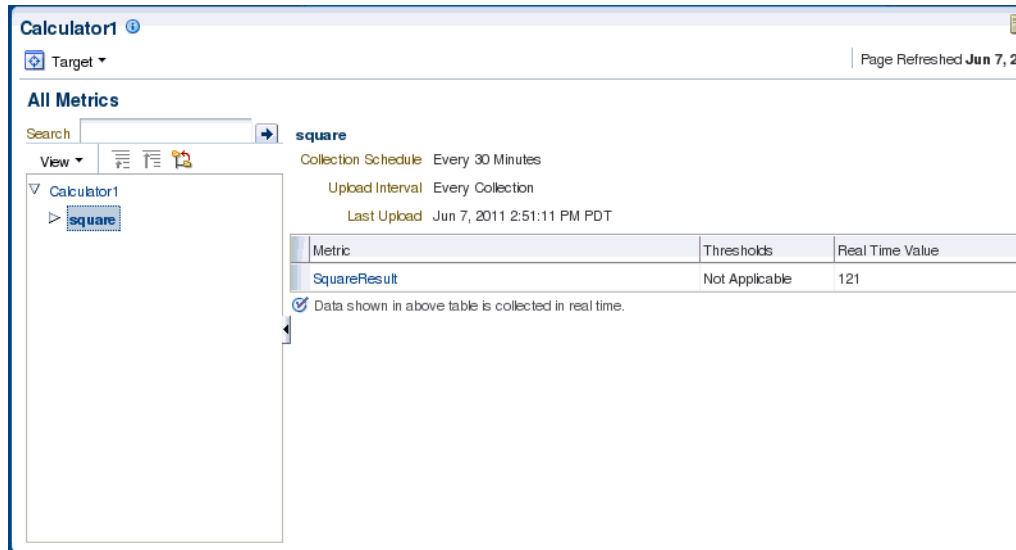 Calculator1
Target
Page Refreshed Jun 7, 2
All Metrics
Search
View
Calculator1
square
square
Collection Schedule Every 30 Minutes
Upload Interval Every Collection
Last Upload Jun 7, 2011 2:51:11 PM PDT
Metric Thresholds Real Time Value
SquareResult Not Applicable 121
Data shown in above table is collected in real time.